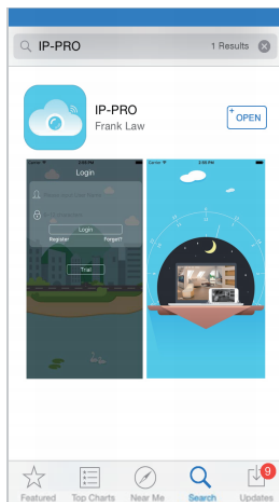 IP-PRO
1 Results
IP-PRO
Frank Law
OPEN
Login
Login
Register
Forget?
Trial
9
Featured
Top Charts
Near Me
Search
Updates